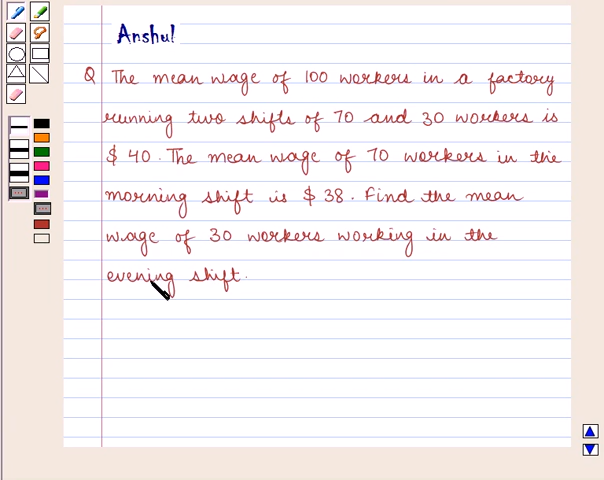 Anshul
Q The mean wage of 100 workers in a factory
running two shifts of 70 and 30 workers is
$ 40. The mean wage of 70 workers in the
morning shift is $ 38. Find the mean
wage of 30 workers working in the
evening shift.